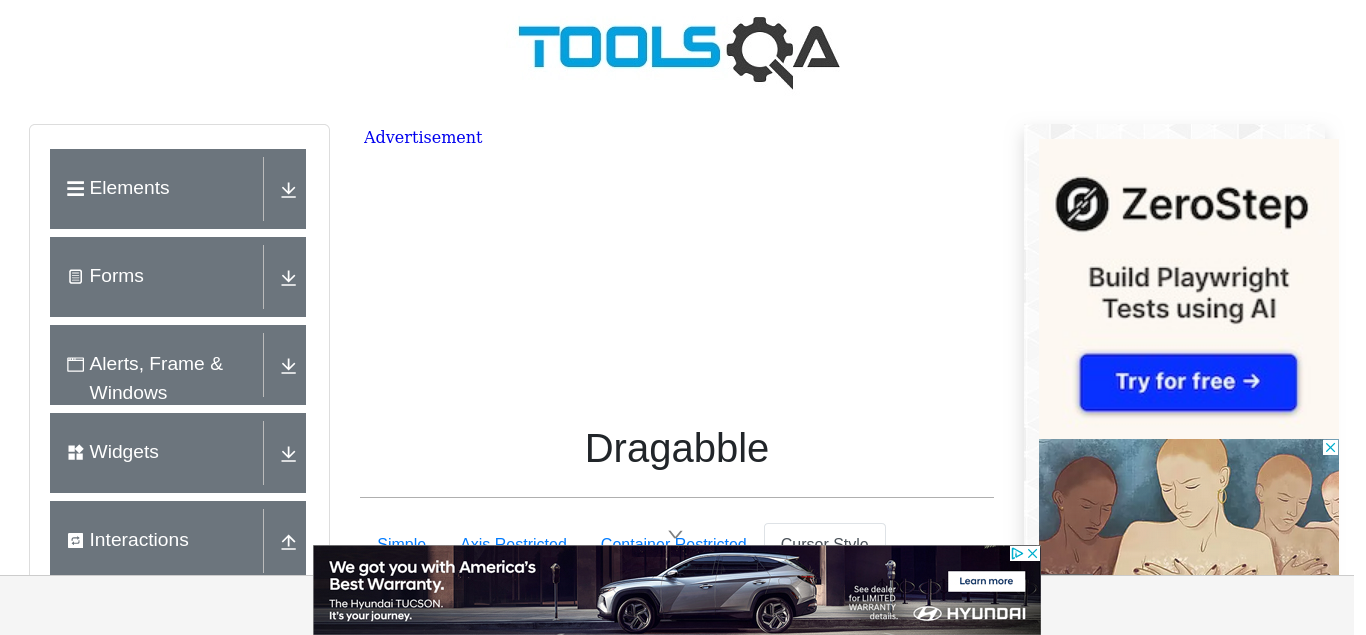 TOOLSQA
Elements
Forms
Alerts, Frame &
Windows
Widgets
Interactions
Advertisement
Dragabble
Simple
Axis Restricted
Container Restricted
Cursor Style
ZeroStep
Build Playwright
Tests using AI
Try for free →
We got you with America's
Best Warranty.
The Hyundai TUCSON.
It's your journey.
See dealer
for LIMITED
WARRANTY
details.
Learn more
HYUNDAI